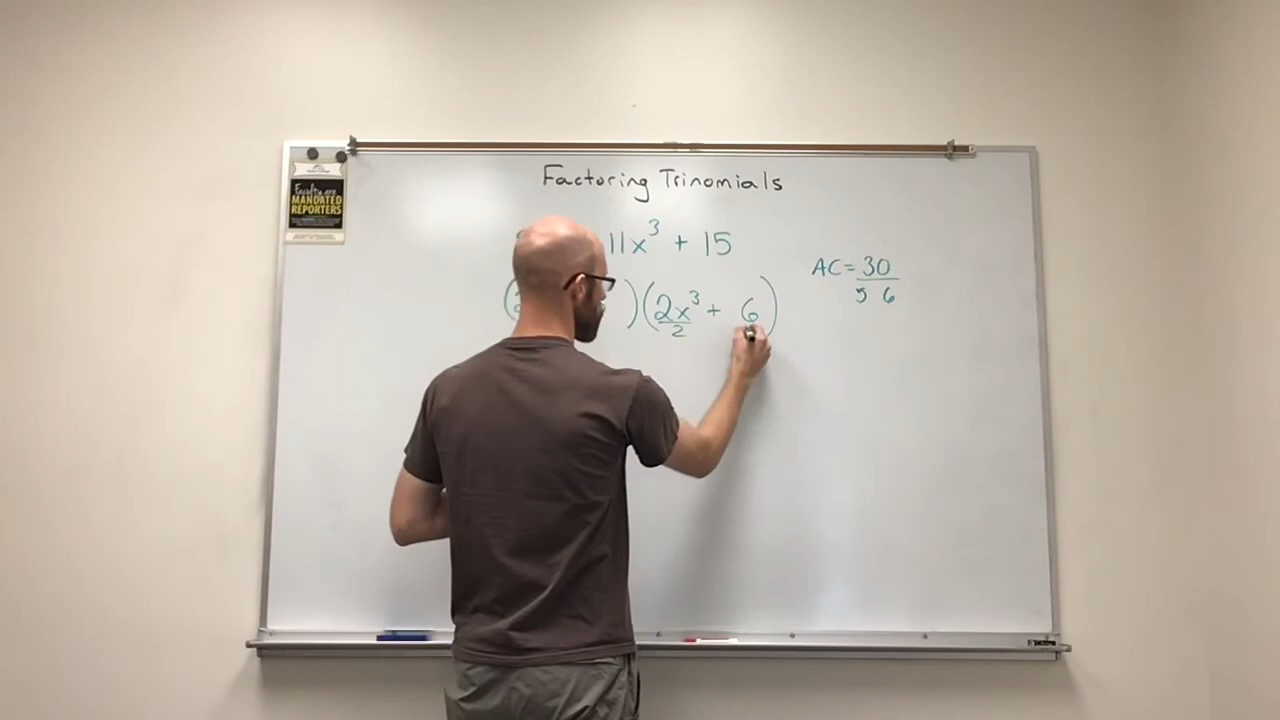 Faculty are
MANDATED
REPORTERS
Factoring Trinomials
11x³ + 15
AC=30
5 6
( )(2x³ + 6)
2